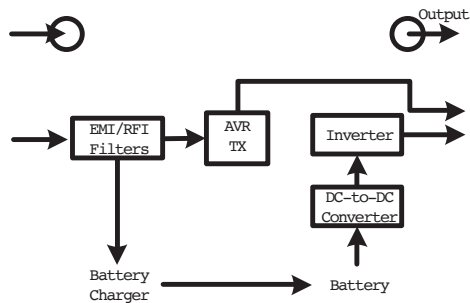 Output
EMI/RFI
Filters
AVR
TX
Inverter
DC-to-DC
Converter
Battery
Charger
Battery